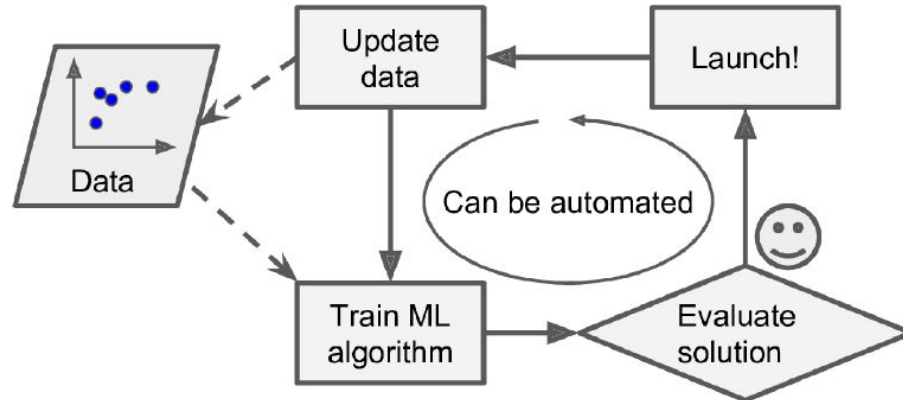 Update
data
Launch!
Data
Can be automated
Train ML
algorithm
Evaluate
solution